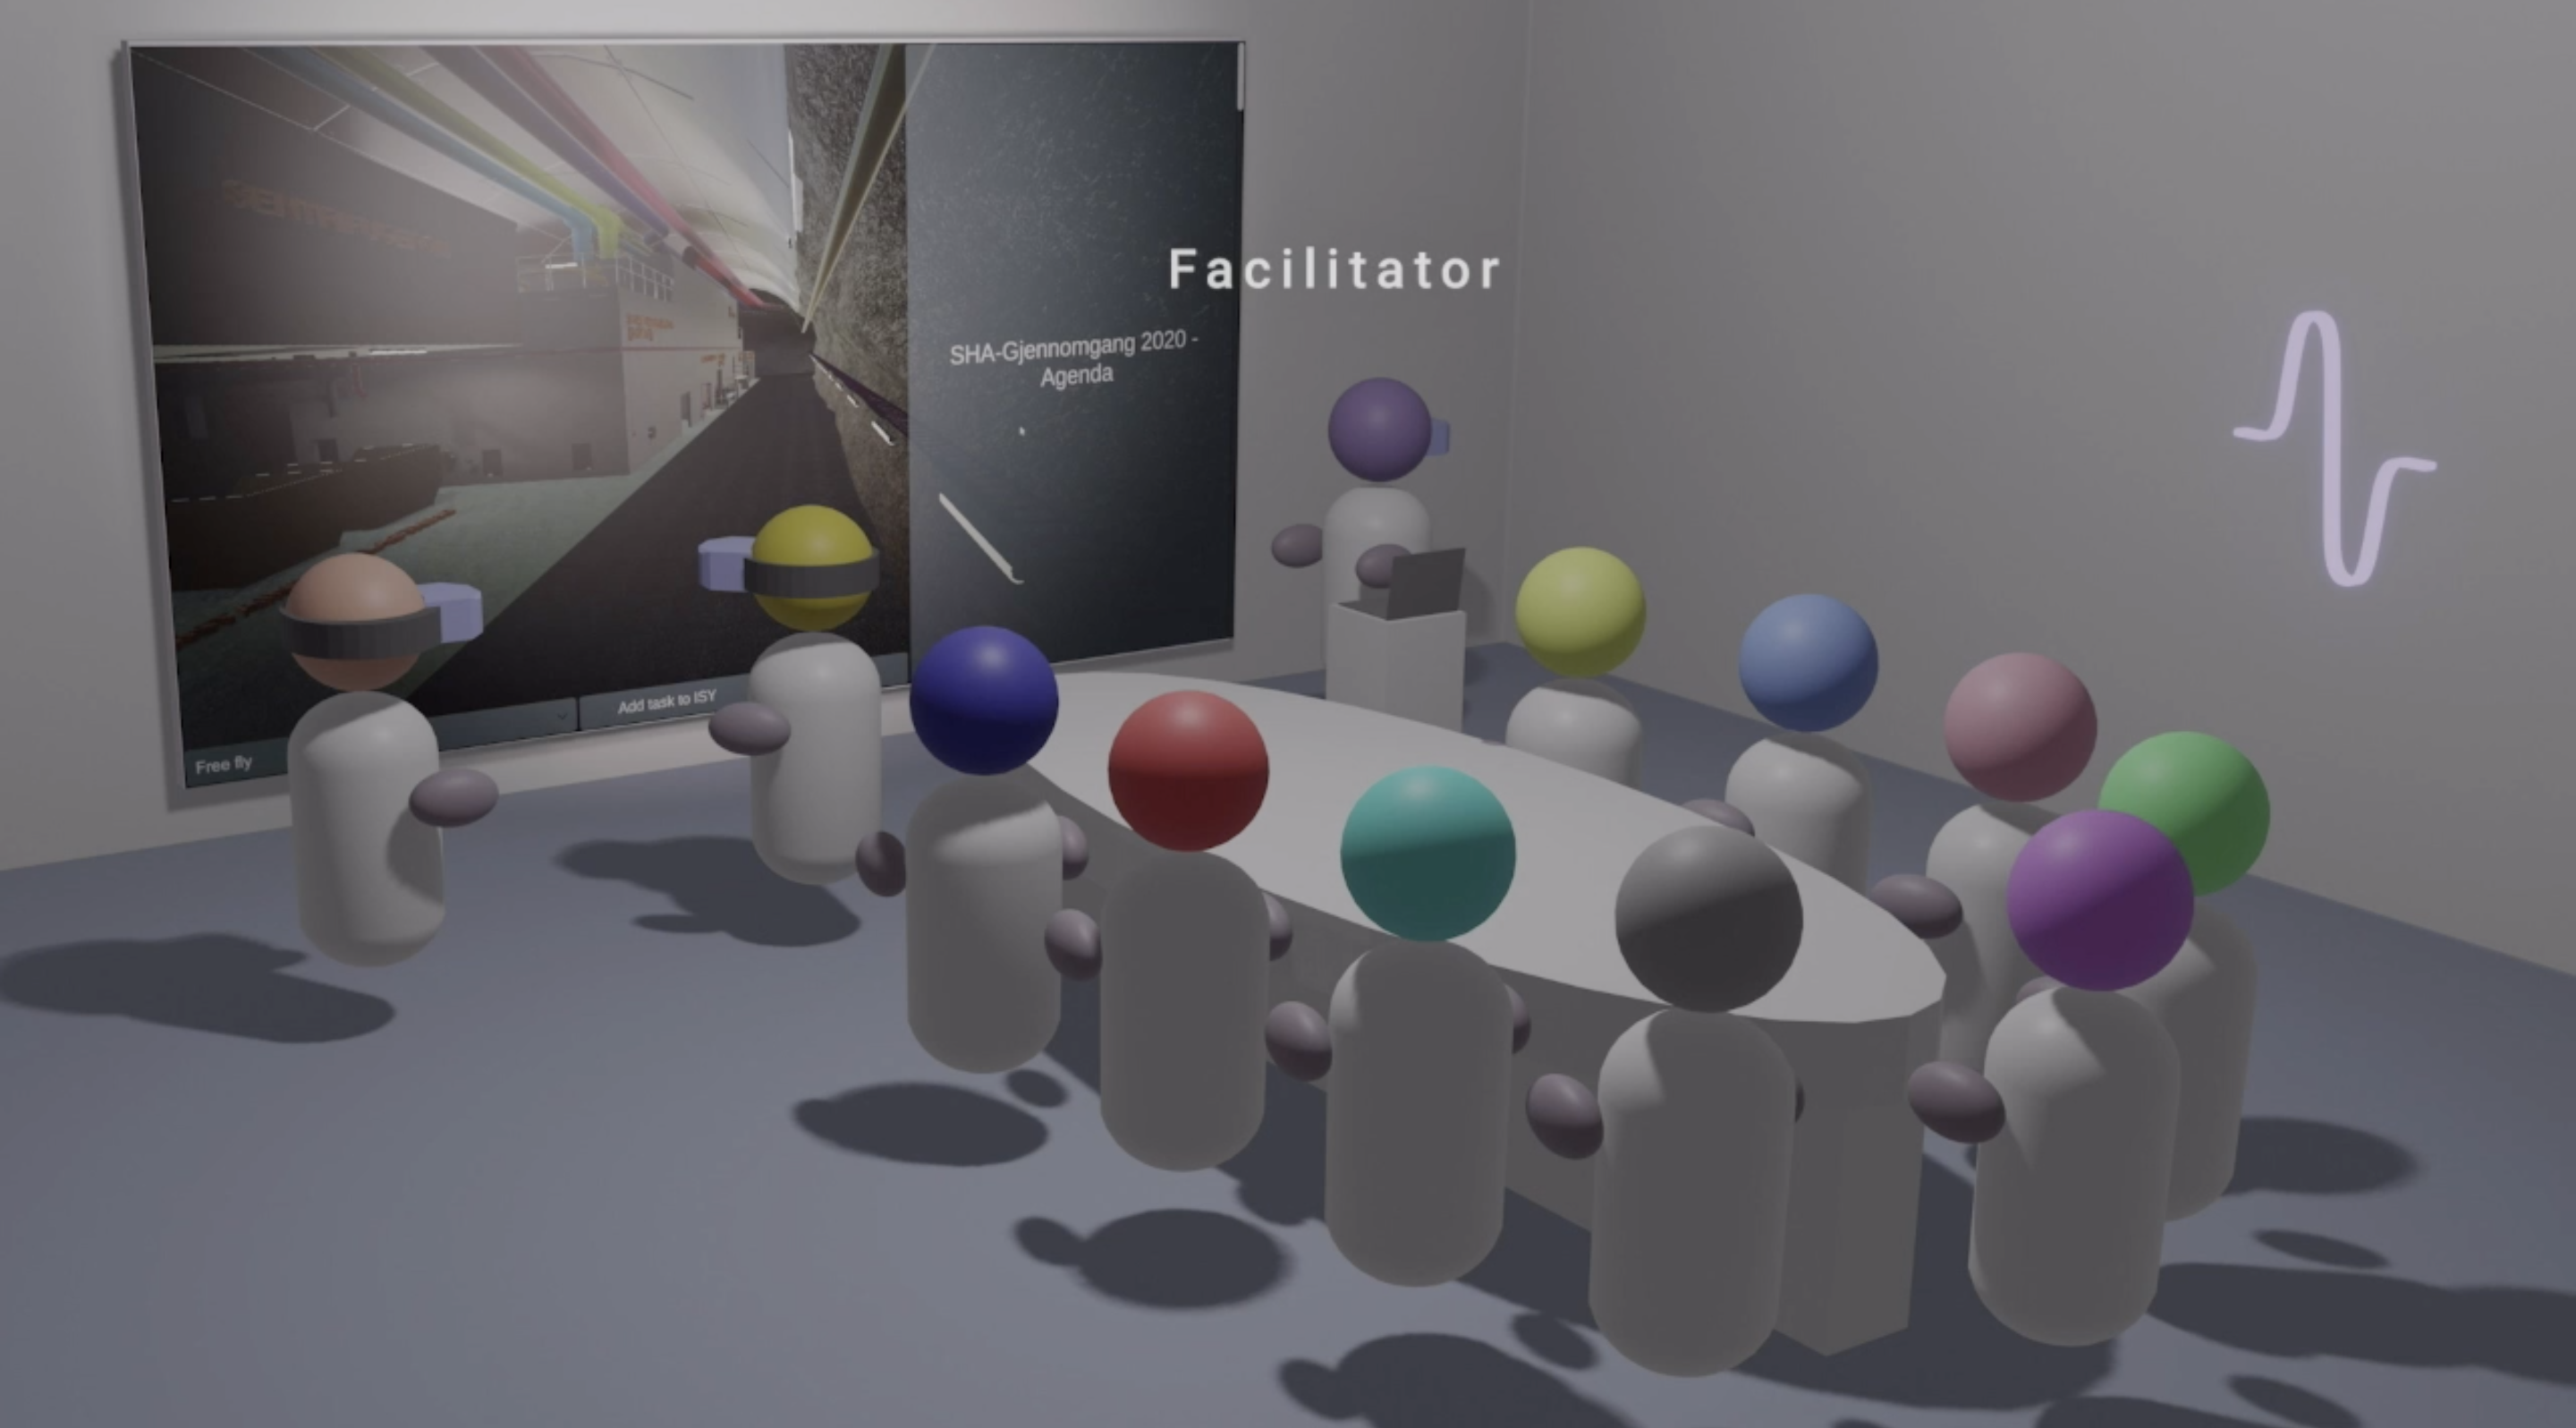 Facilitator
SHA-Gjennomgang 2020 -
Agenda
Add task to ISY
Free fly